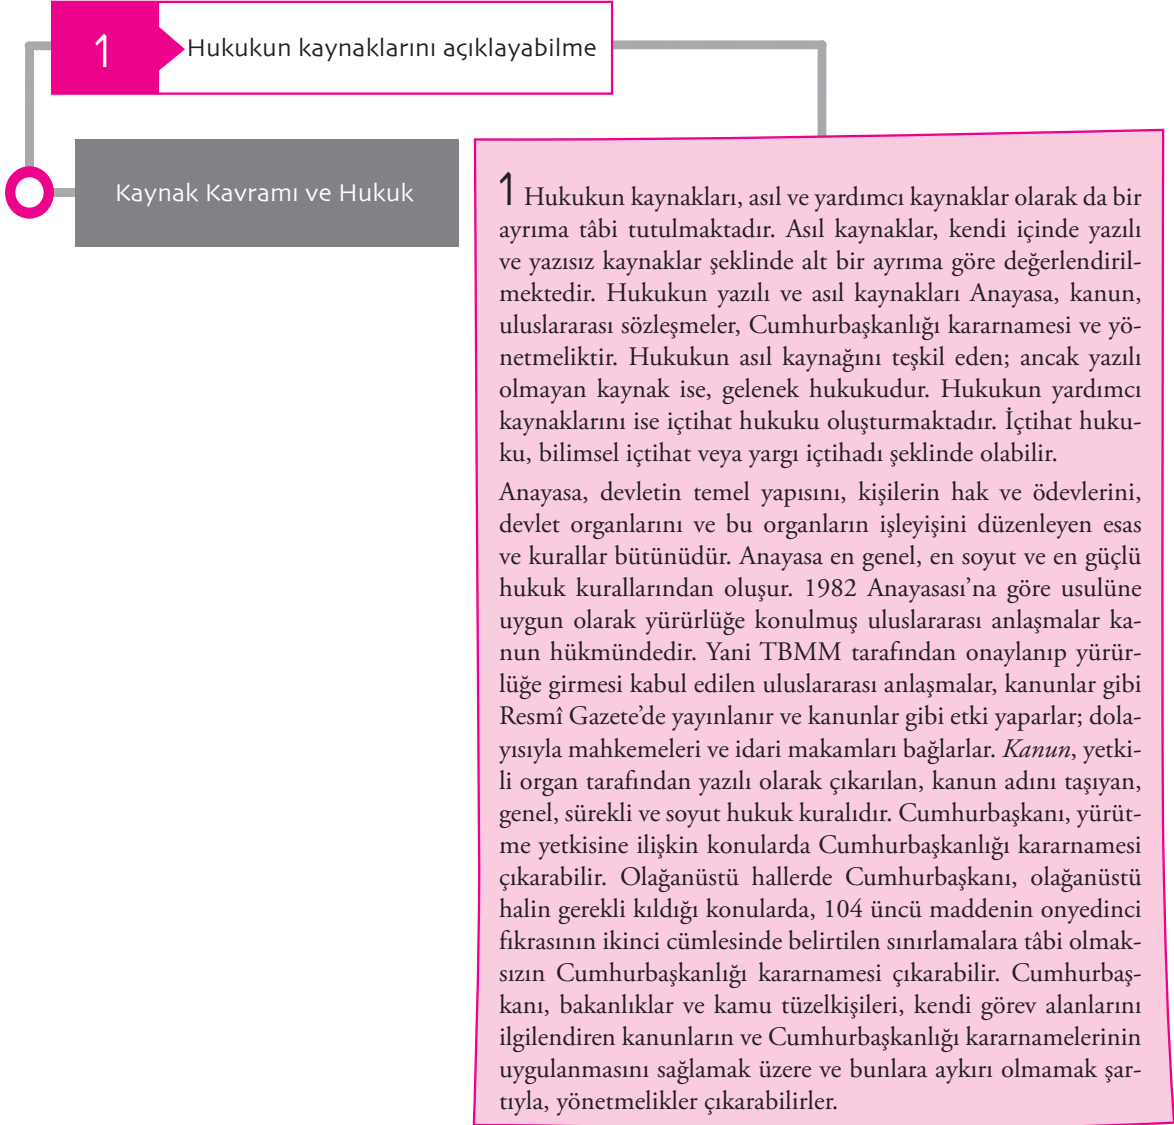 1
Hukukun kaynaklarını açıklayabilme
Kaynak Kavramı ve Hukuk
1 Hukukun kaynakları, asıl ve yardımcı kaynaklar olarak da bir
ayrıma tâbi tutulmaktadır. Asıl kaynaklar, kendi içinde yazılı
ve yazısız kaynaklar şeklinde alt bir ayrıma göre değerlendiril-
mektedir. Hukukun yazılı ve asıl kaynakları Anayasa, kanun,
uluslararası sözleşmeler, Cumhurbaşkanlığı kararnamesi ve yö-
netmeliktir. Hukukun asıl kaynağını teşkil eden; ancak yazılı
olmayan kaynak ise, gelenek hukukudur. Hukukun yardımcı
kaynaklarını ise içtihat hukuku oluşturmaktadır. İçtihat huku-
ku, bilimsel içtihat veya yargı içtihadı şeklinde olabilir.
Anayasa, devletin temel yapısını, kişilerin hak ve ödevlerini,
devlet organlarını ve bu organların işleyişini düzenleyen esas
ve kurallar bütünüdür. Anayasa en genel, en soyut ve en güçlü
hukuk kurallarından oluşur. 1982 Anayasası’na göre usulüne
uygun olarak yürürlüğe konulmuş uluslararası anlaşmalar ka-
nun hükmündedir. Yani TBMM tarafından onaylanıp yürür-
lüğe girmesi kabul edilen uluslararası anlaşmalar, kanunlar gibi
Resmî Gazete’de yayınlanır ve kanunlar gibi etki yaparlar; dola-
yısıyla mahkemeleri ve idari makamları bağlarlar. Kanun, yetki-
li organ tarafından yazılı olarak çıkarılan, kanun adını taşıyan,
genel, sürekli ve soyut hukuk kuralıdır. Cumhurbaşkanı, yürüt-
me yetkisine ilişkin konularda Cumhurbaşkanlığı kararnamesi
çıkarabilir. Olağanüstü hallerde Cumhurbaşkanı, olağanüstü
halin gerekli kıldığı konularda, 104 üncü maddenin onyedinci
fıkrasının ikinci cümlesinde belirtilen sınırlamalara tâbi olmak-
sızın Cumhurbaşkanlığı kararnamesi çıkarabilir. Cumhurbaş-
kanı, bakanlıklar ve kamu tüzelkişileri, kendi görev alanlarını
ilgilendiren kanunların ve Cumhurbaşkanlığı kararnamelerinin
uygulanmasını sağlamak üzere ve bunlara aykırı olmamak şar-
tıyla, yönetmelikler çıkarabilirler.